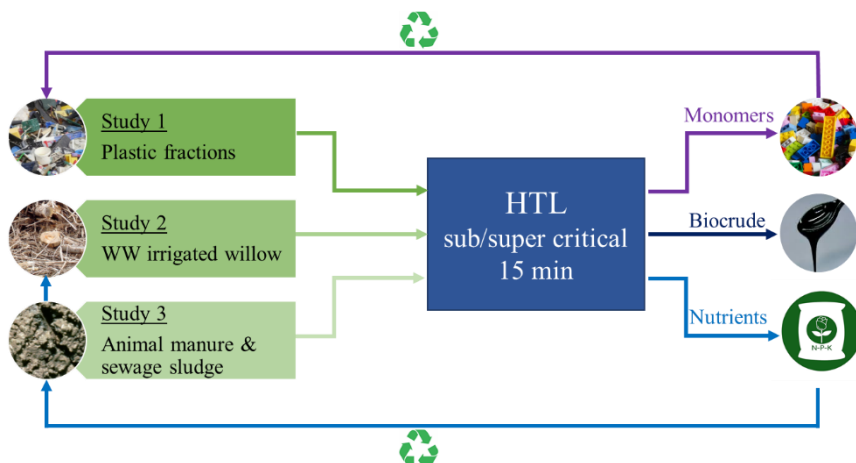 Study 1
Plastic fractions
Study 2
WW irrigated willow
Study 3
Animal manure &
sewage sludge
HTL
sub/super critical
15 min
Monomers
Biocrude
Nutrients
N-P-K